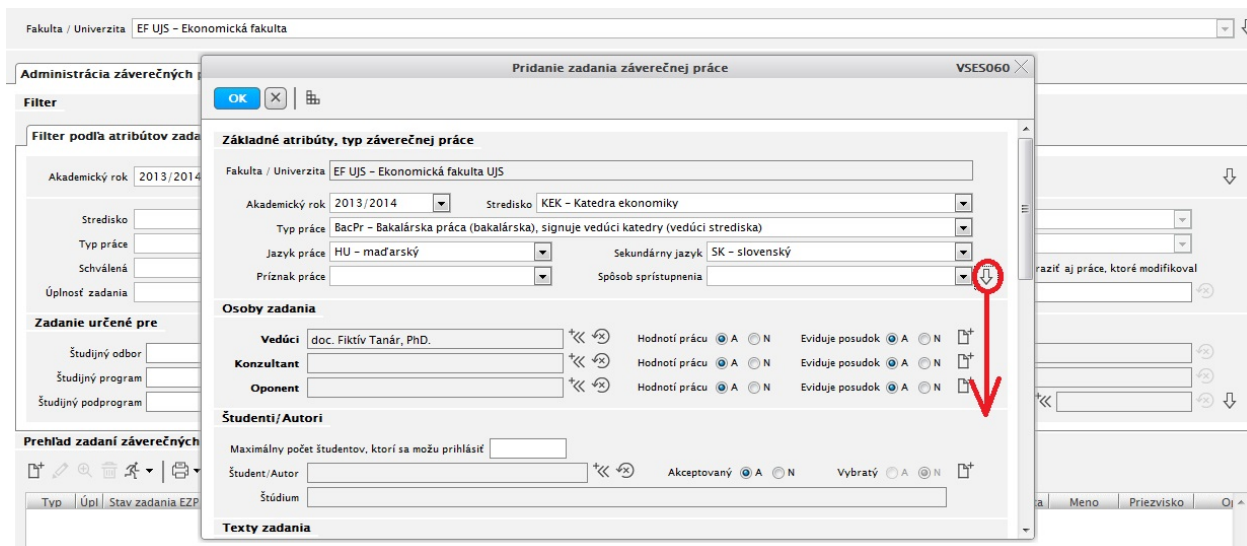 Fakulta / Univerzita EF UJS – Ekonomická fakulta
Administrácia záverečných
Filter
Filter podľa atribútov zada
Akademický rok 2013/2014
Stredisko
Typ práce
Schválená
raziť aj práce, ktoré modifikoval
Úplnosť zadania
Zadanie určené pre
Študijný odbor
Študijný program
Študijný podprogram
Prehľad zadaní záverečných
Typ Úpl Stav zadania EZP Meno Priezvisko
Pridanie zadania záverečnej práce VSES060
OK
Základné atribúty, typ záverečnej práce
Fakulta / Univerzita EF UJS – Ekonomická fakulta UJS
Akademický rok 2013/2014 Stredisko KEK – Katedra ekonomiky
Typ práce BacPr – Bakalárska práca (bakalárska), signuje vedúci katedry (vedúci strediska)
Jazyk práce HU – maďarský Sekundárny jazyk SK – slovenský
Príznak práce Spôsob sprístupnenia
Osoby zadania
Vedúci doc. Fiktív Tanár, PhD. Hodnotí prácu A N Eviduje posudok A N
Konzultant Hodnotí prácu A N Eviduje posudok A N
Oponent Hodnotí prácu A N Eviduje posudok A N
Študenti/Autori
Maximálny počet študentov, ktorí sa možu prihlásiť
Študent/Autor Akceptovaný A N Vybratý A N
Štúdium
Texty zadania